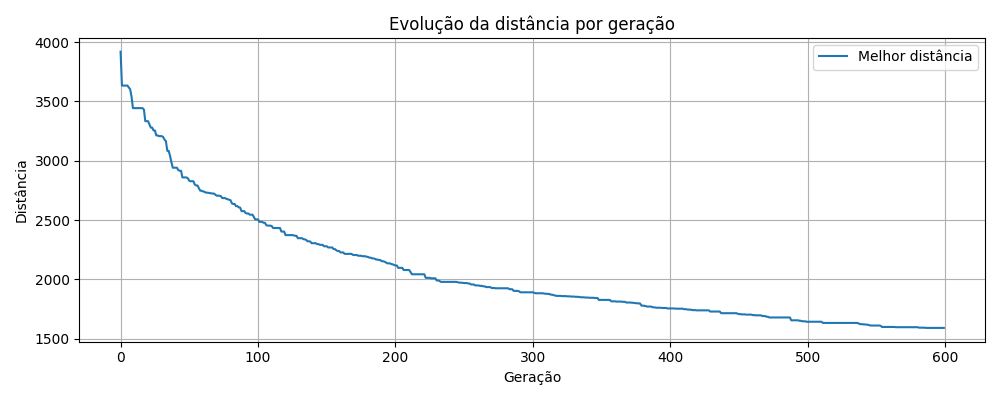 Evolução da distância por geração
Melhor distância
Distância
4000
3500
3000
2500
2000
1500
0 100 200 300 400 500 600
Geração